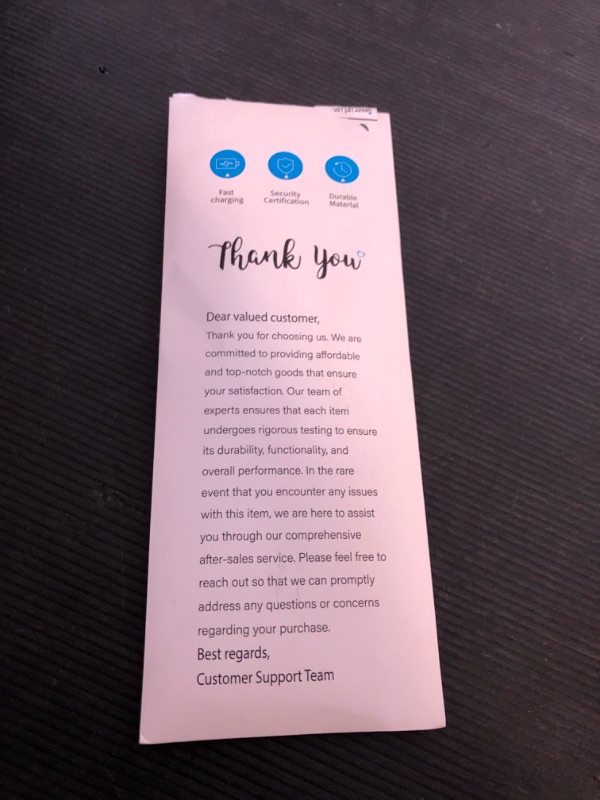 Description:
Fast
charging
Security
Certification
Durable
Material
Thank You
Dear valued customer,
Thank you for choosing us. We are
committed to providing affordable
and top-notch goods that ensure
your satisfaction. Our team of
experts ensures that each item
undergoes rigorous testing to ensure
its durability, functionality, and
overall performance. In the rare
event that you encounter any issues
with this item, we are here to assist
you through our comprehensive
after-sales service. Please feel free to
reach out so that we can promptly
address any questions or concerns
regarding your purchase.
Best regards,
Customer Support Team